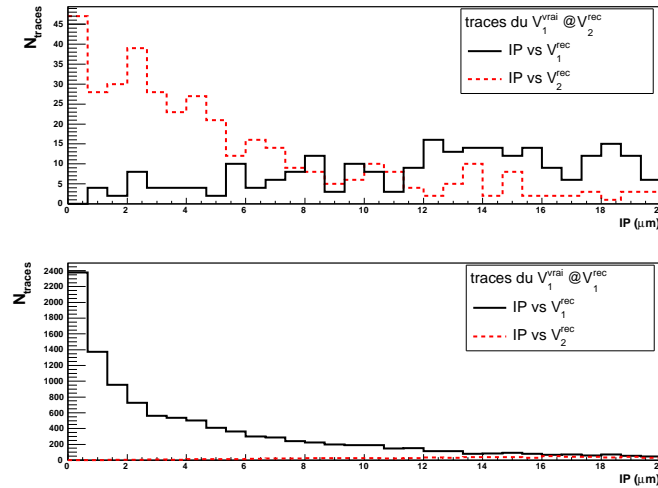 N_traces
45
40
35
30
25
20
15
10
5
0
0 2 4 6 8 10 12 14 16 18 20
IP (μm)
traces du V_1^vrai @V_2^rec
IP vs V_1^rec
IP vs V_2^rec
N_traces
2400
2200
2000
1800
1600
1400
1200
1000
800
600
400
200
0
0 2 4 6 8 10 12 14 16 18 20
IP (μm)
traces du V_1^vrai @V_1^rec
IP vs V_1^rec
IP vs V_2^rec